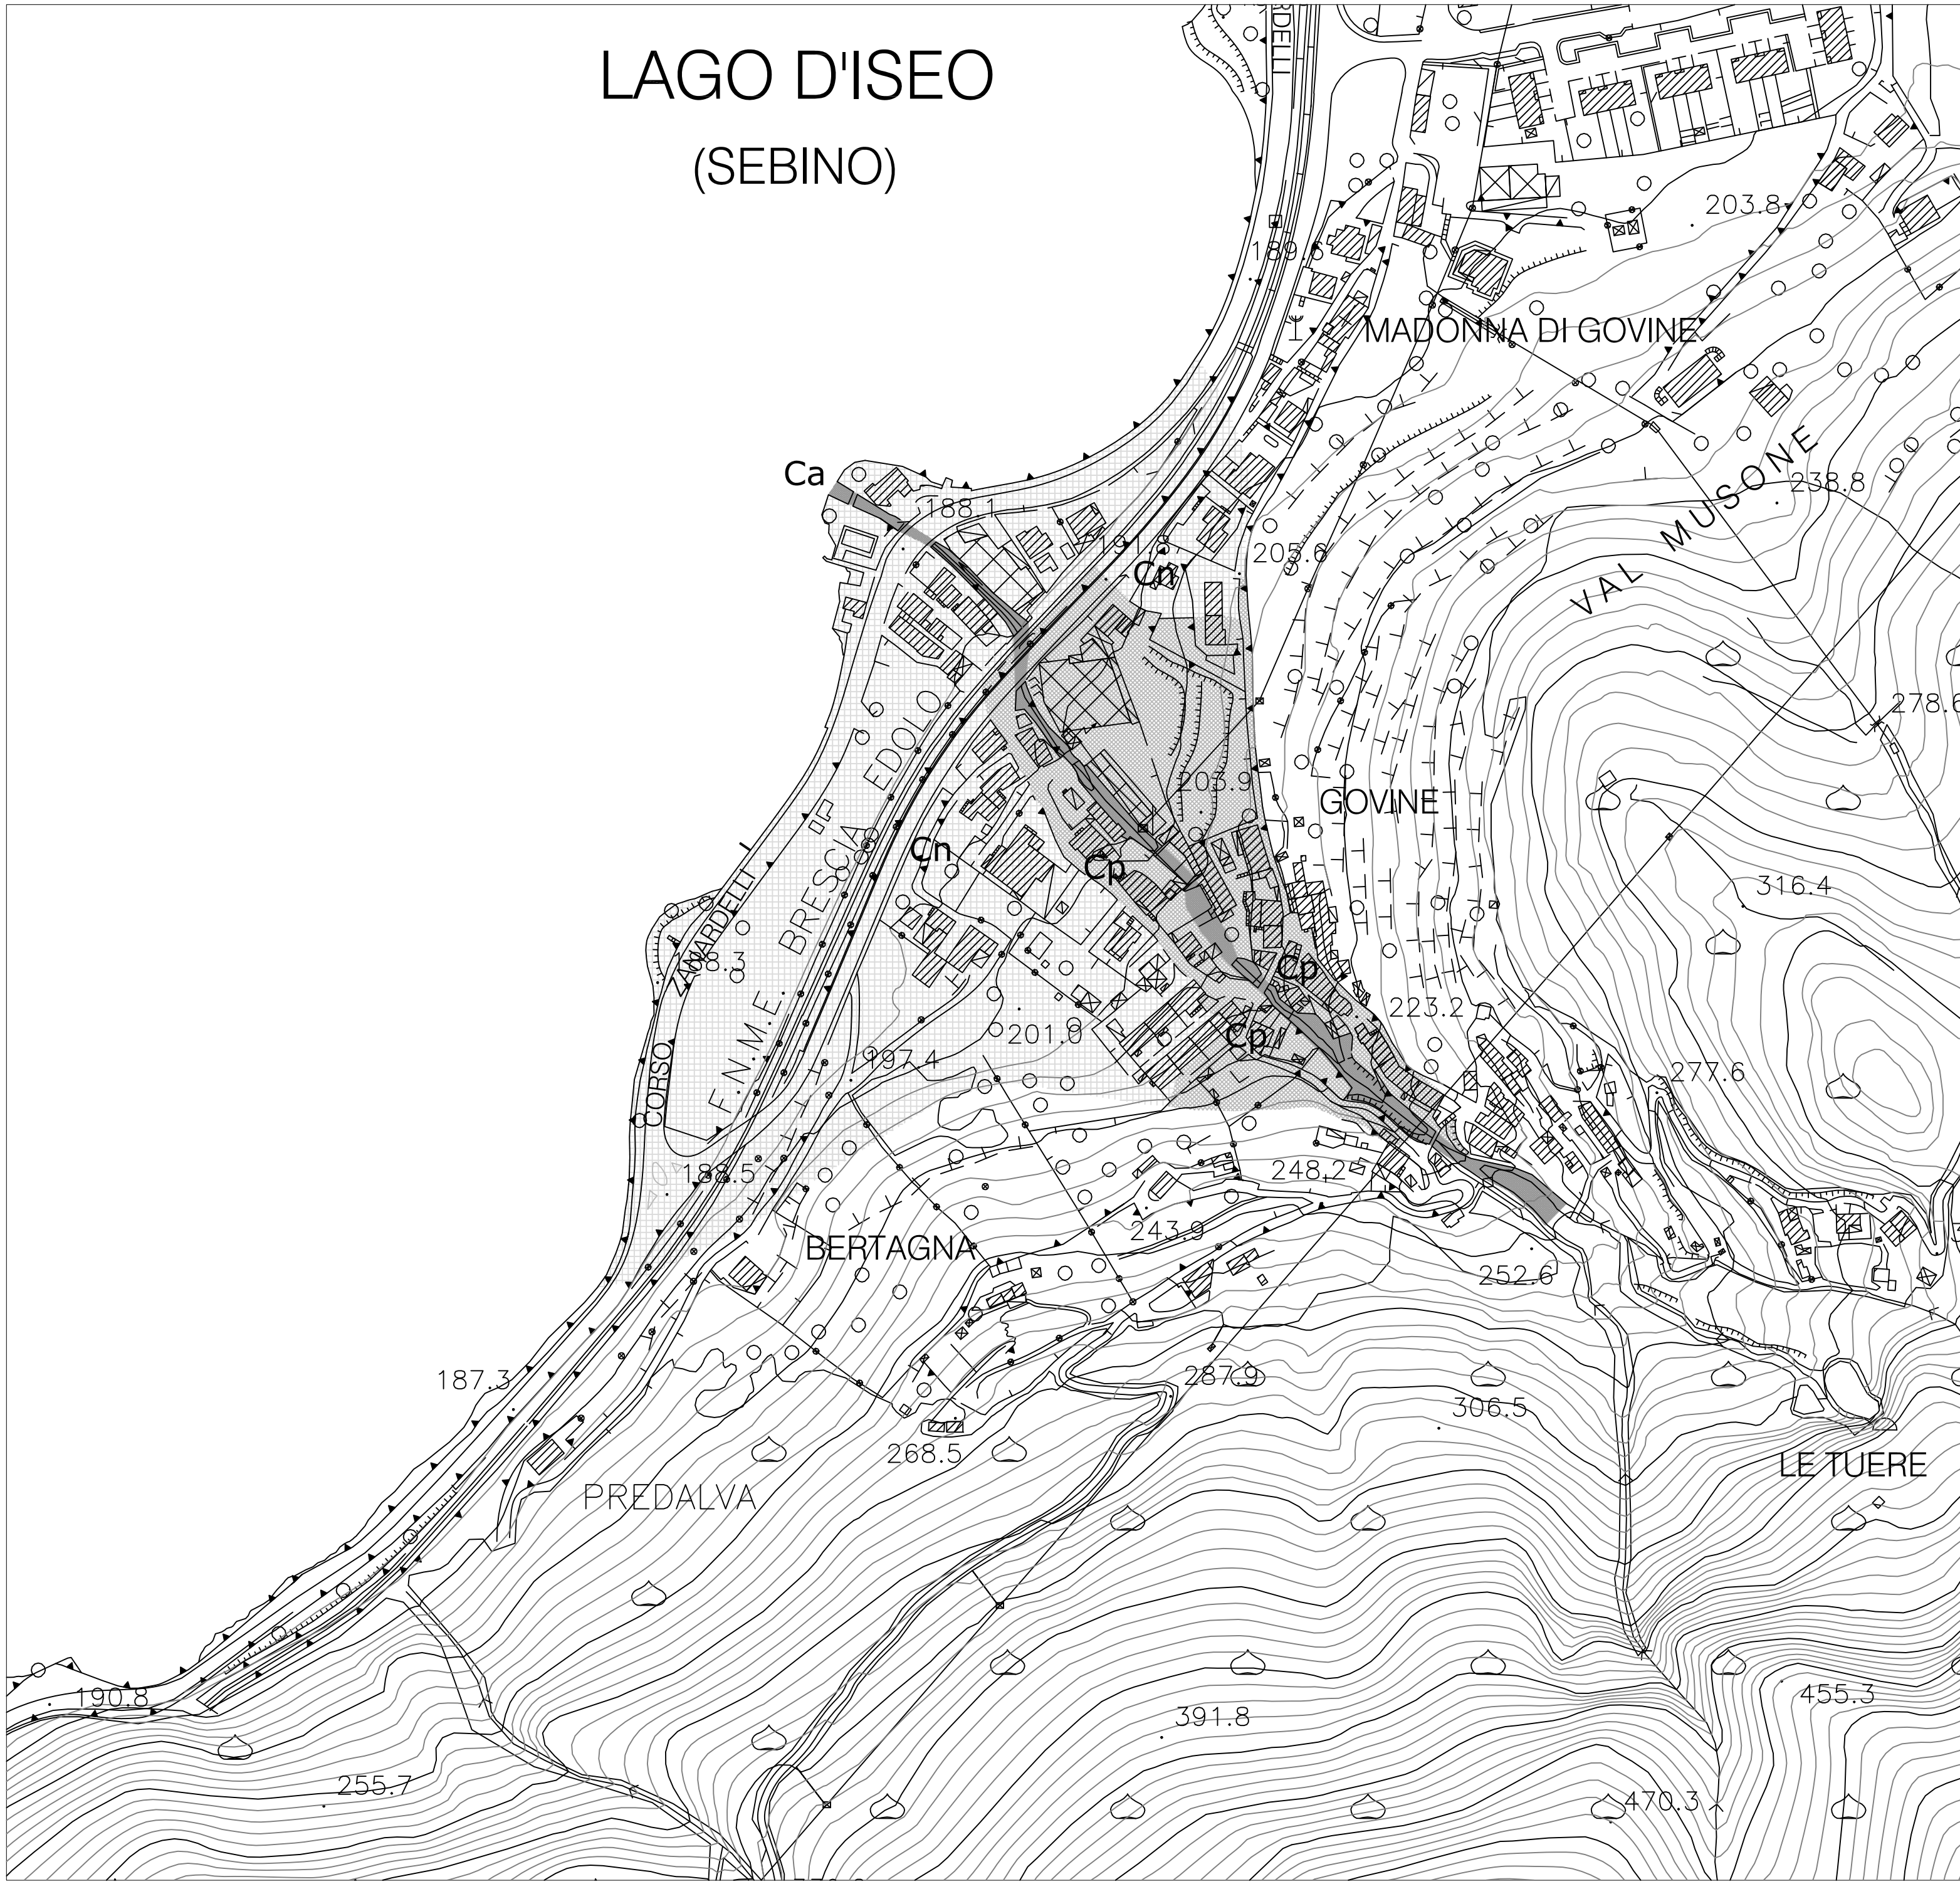 LAGO D'ISEO
(SEBINO)
RDELLI
203.8
189.6
MADONNA DI GOVINE
VAL MUSONE
238.8
Ca
188.1
191.8
205.6
Cn
278.6
EDOLO
203.9
GOVINE
BRESCIA
Cn
Cp
316.4
ZANARDELLI
188.3
Cp
F.N.M.E.
223.2
201.0
Cp
197.4
CORSO
277.6
188.5
248.2
243.9
BERTAGNA
252.6
187.3
287.9
306.5
268.5
LE TUERE
PREDALVA
190.8
455.3
391.8
255.7
470.3